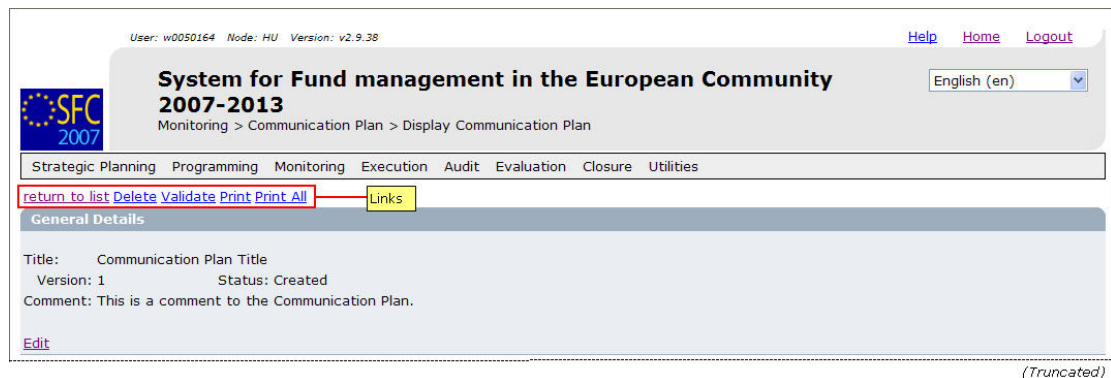 User: w0050164 Node: HU Version: v2.9.38
Help Home Logout
System for Fund management in the European Community
2007-2013
English (en)
SFC
2007
Monitoring > Communication Plan > Display Communication Plan
Strategic Planning Programming Monitoring Execution Audit Evaluation Closure Utilities
return to list Delete Validate Print Print All
Links
General Details
Title: Communication Plan Title
Version: 1 Status: Created
Comment: This is a comment to the Communication Plan.
Edit
(Truncated)